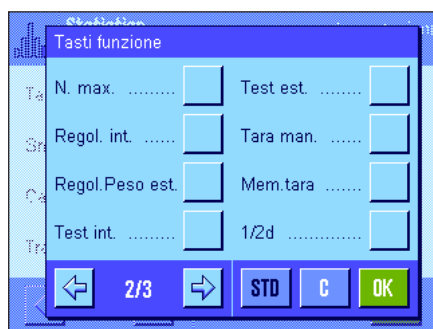 Statistica
Tasti funzione
N. max. .........
Test est. ........
Regol. int. ......
Tara man. ......
Regol.Peso est.
Mem.tara .......
Test int. ..........
1/2d ..............
2/3
STD
C
OK